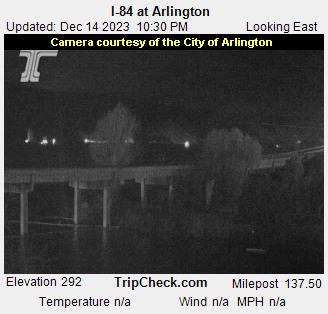 I-84 at Arlington
Updated: Dec 14 2023 10:30 PM Looking East
Camera courtesy of the City of Arlington
Elevation 292 TripCheck.com Milepost 137.50
Temperature n/a Wind n/a MPH n/a